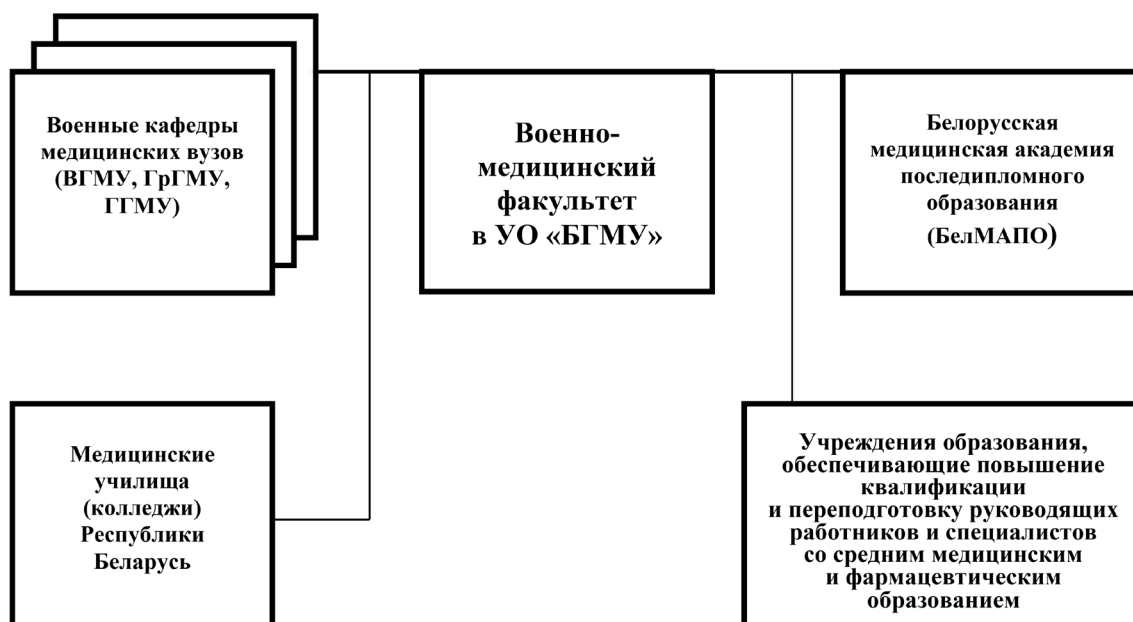 Военные кафедры
медицинских вузов
(ВГМУ, ГрГМУ,
ГГМУ)
Военно-
медицинский
факультет
в УО «БГМУ»
Белорусская
медицинская академия
последипломного
образования
(БелМАПО)
Медицинские
училища
(колледжи)
Республики
Беларусь
Учреждения образования,
обеспечивающие повышение
квалификации
и переподготовку руководящих
работников и специалистов
со средним медицинским
и фармацевтическим
образованием